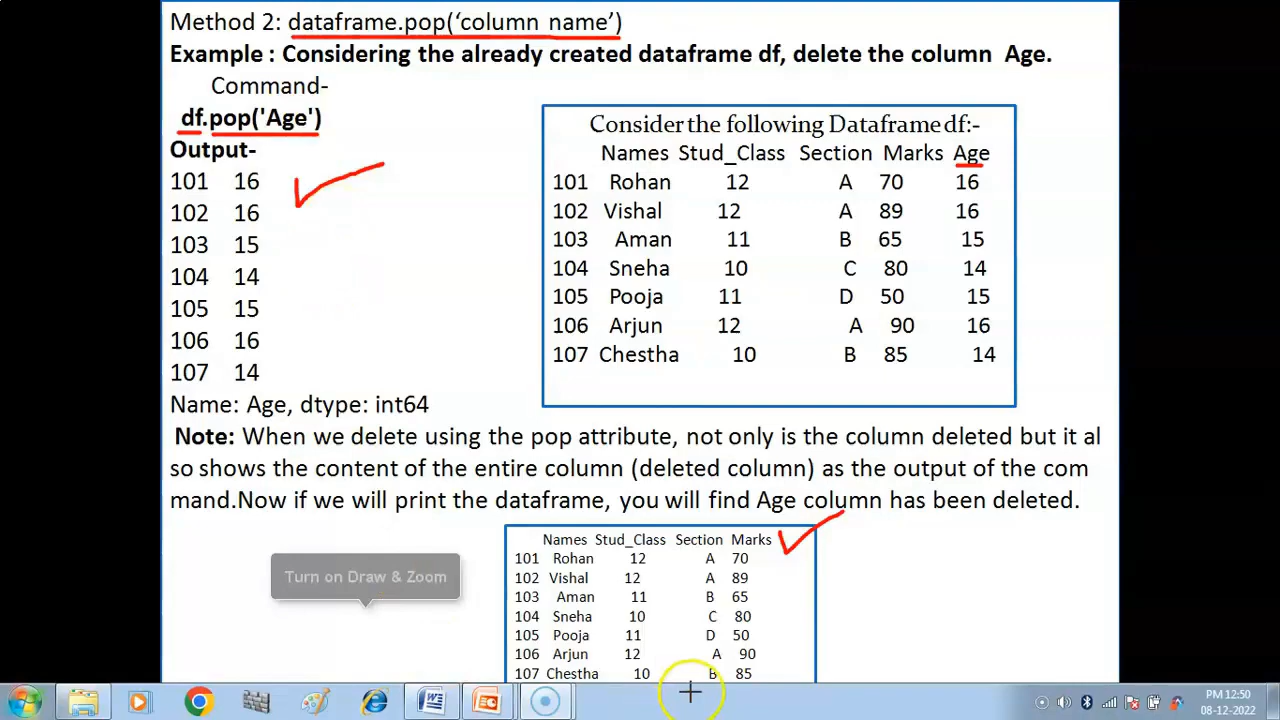 Method 2: dataframe.pop(‘column name’)
Example : Considering the already created dataframe df, delete the column Age.
Command-
df.pop('Age')
Output-
101 16
102 16
103 15
104 14
105 15
106 16
107 14
Name: Age, dtype: int64
Consider the following Dataframe df:-
Names Stud_Class Section Marks Age
101 Rohan 12 A 70 16
102 Vishal 12 A 89 16
103 Aman 11 B 65 15
104 Sneha 10 C 80 14
105 Pooja 11 D 50 15
106 Arjun 12 A 90 16
107 Chestha 10 B 85 14
Note: When we delete using the pop attribute, not only is the column deleted but it al
so shows the content of the entire column (deleted column) as the output of the com
mand.Now if we will print the dataframe, you will find Age column has been deleted.
Names Stud_Class Section Marks
101 Rohan 12 A 70
102 Vishal 12 A 89
103 Aman 11 B 65
104 Sneha 10 C 80
105 Pooja 11 D 50
106 Arjun 12 A 90
107 Chestha 10 B 85
Turn on Draw & Zoom
PM 12:50
08-12-2022